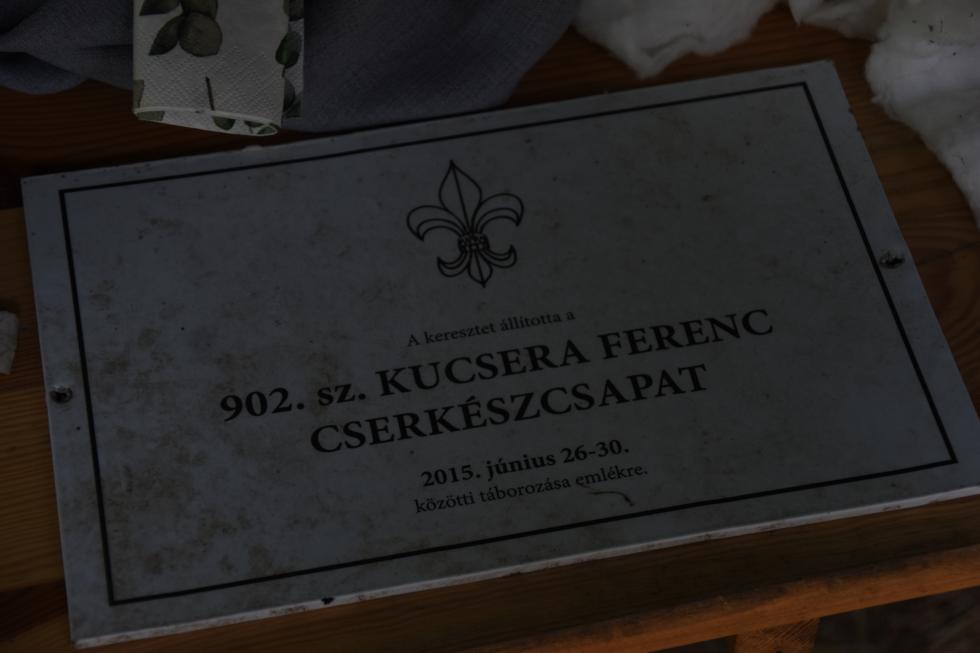 A keresztet állította a
902. sz. KUCSERA FERENC
CSERKÉSZCSAPAT
2015. június 26-30.
közötti táborozása emlékre.